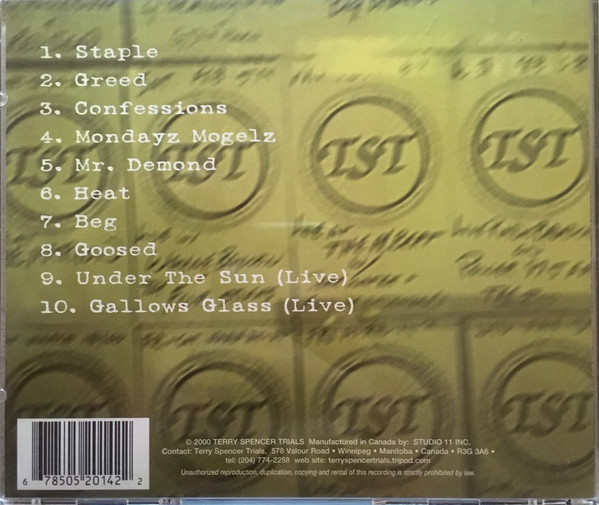 1. Staple
2. Greed
3. Confessions
4. Mondayz Mogelz
5. Mr. Demond
6. Heat
7. Beg
8. Goosed
9. Under The Sun (Live)
10. Gallows Glass (Live)
TST
TST
TST
TST
TST
TST
TST
TST
6 78505 20142 2
© 2000 TERRY SPENCER TRIALS Manufactured in Canada by: STUDIO 11 INC.
Contact: Terry Spencer Trials, 578 Valour Road • Winnipeg • Manitoba • Canada • R3G 3A6 •
tel: (204) 774-2258 web site: terryspencertrials.tripod.com
Unauthorized reproduction, duplication, copying and rental of this recording is strictly prohibited by law.